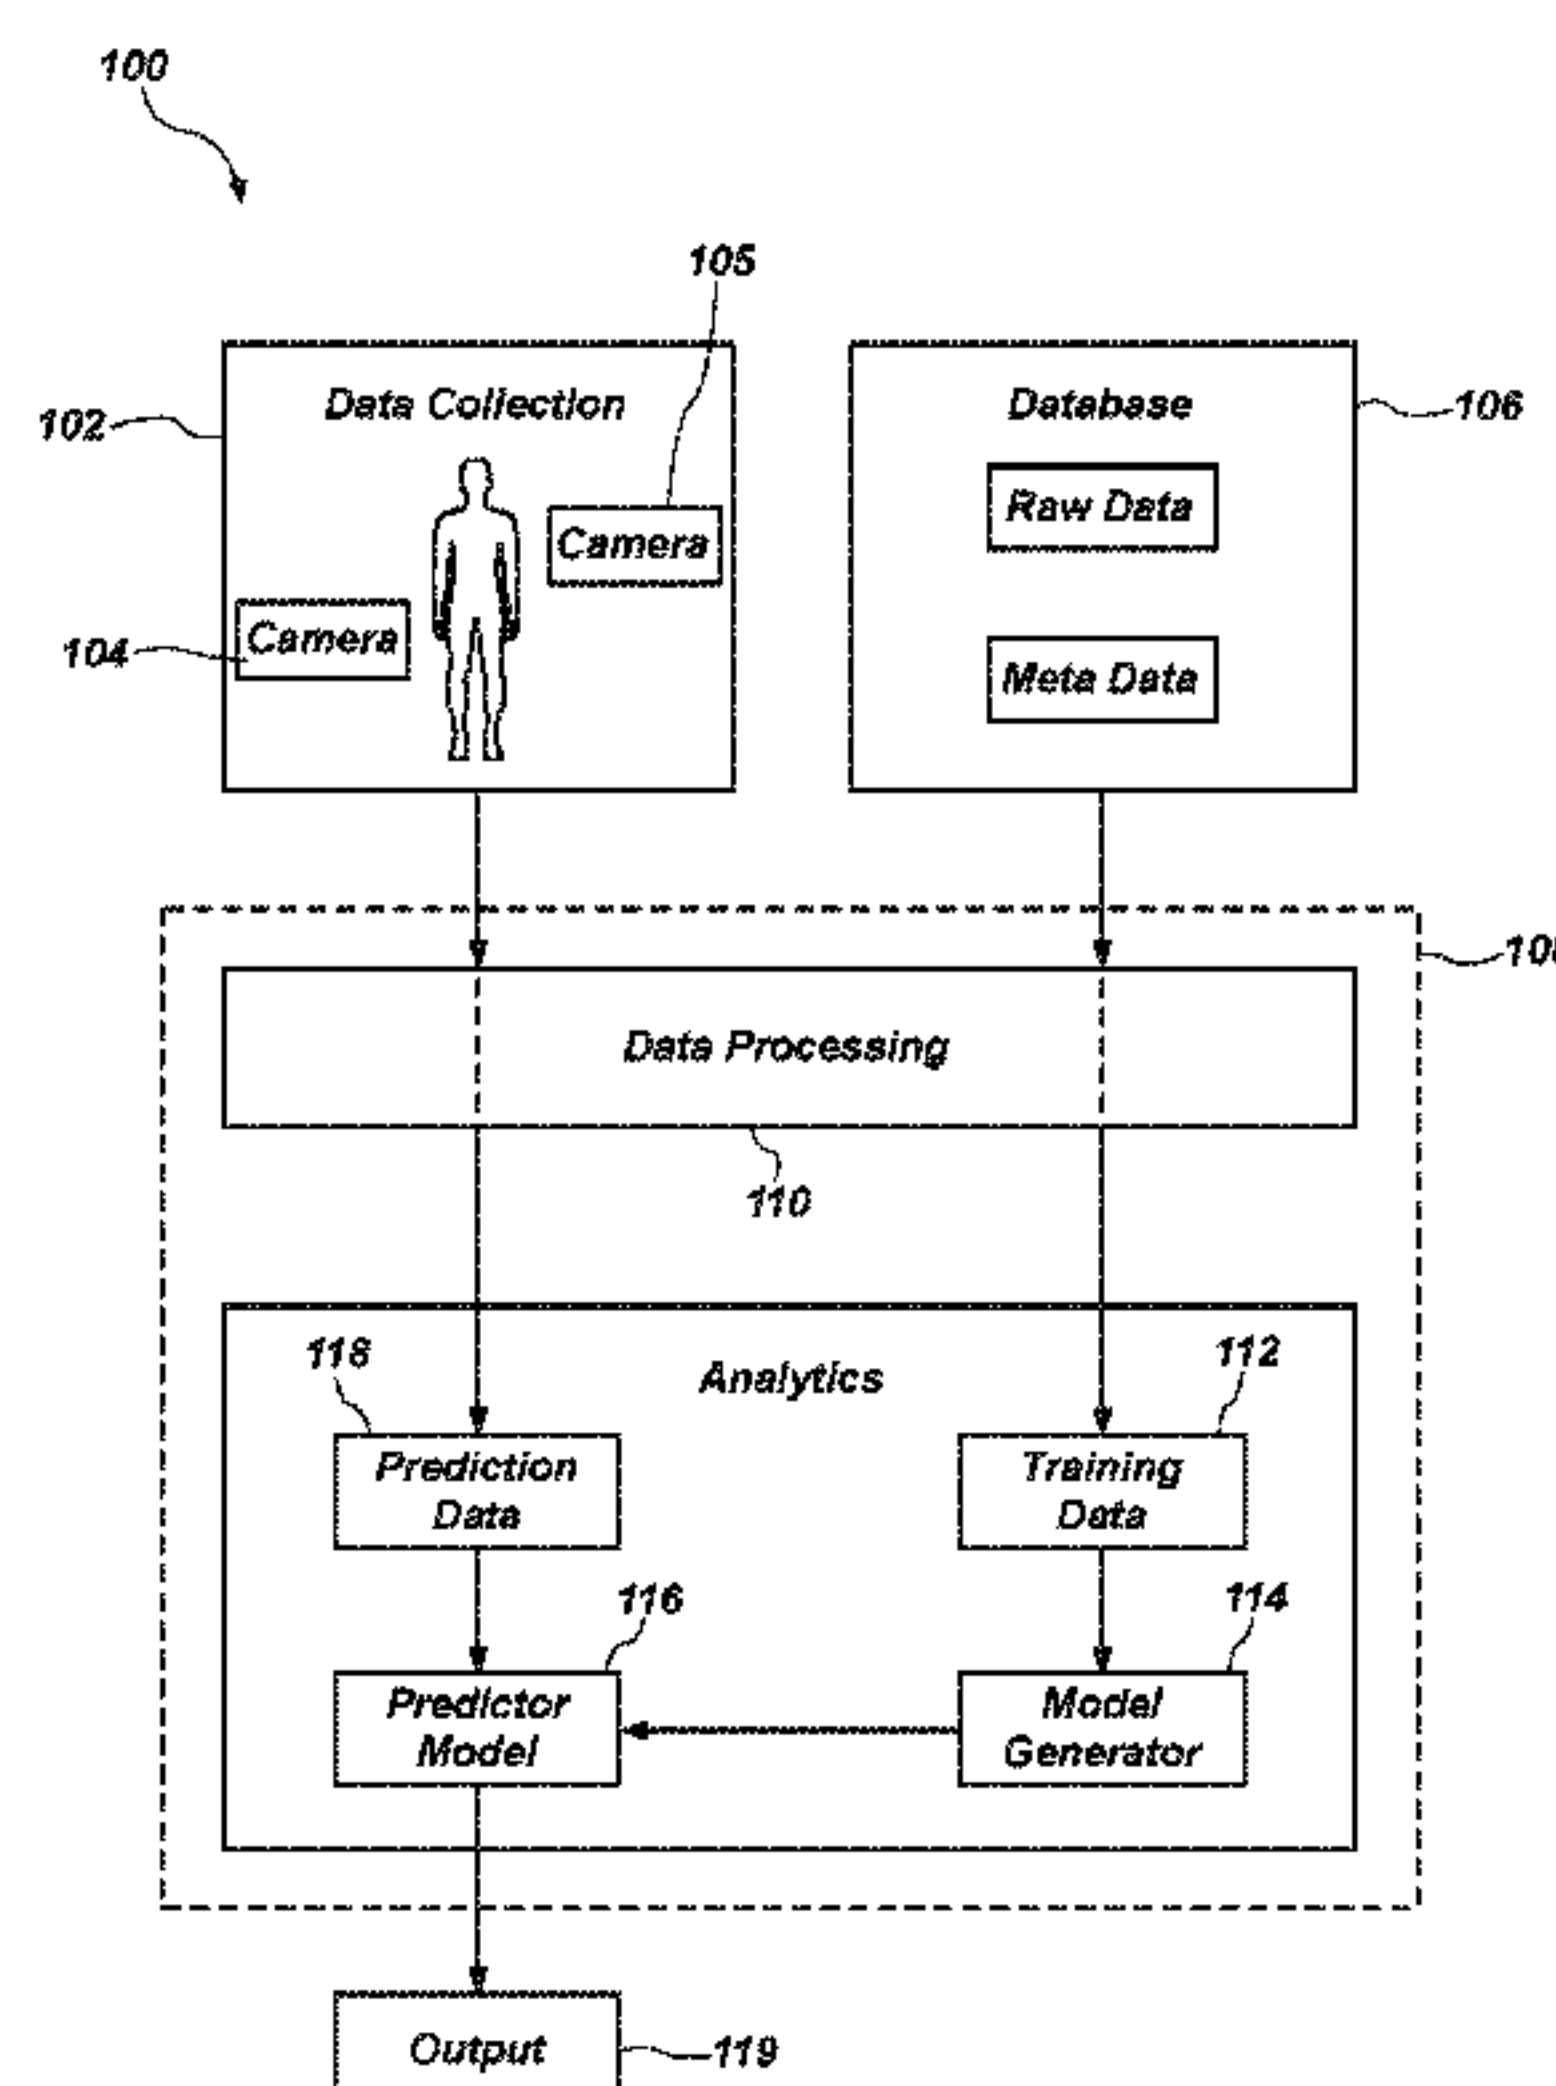 100
105
Data Collection
Database
102
106
Raw Data
Camera
Camera
104
Meta Data
Data Processing
110
118
112
Analytics
Prediction
Data
Training
Data
116
114
Predictor
Model
Model
Generator
Output
119